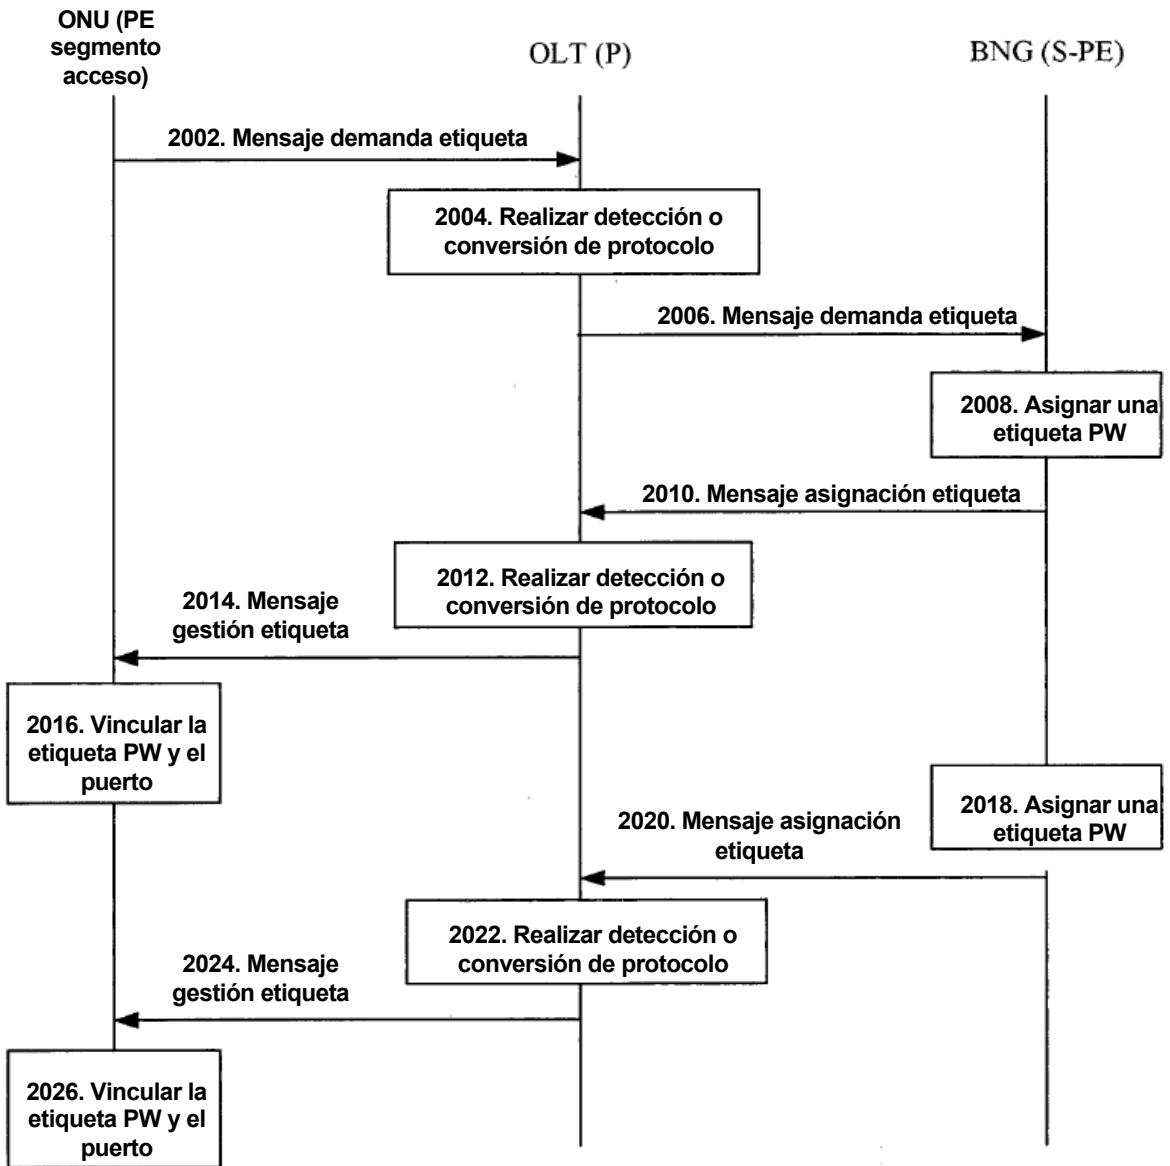 ONU (PE
segmento
acceso)
OLT (P)
BNG (S-PE)
2002. Mensaje demanda etiqueta
2004. Realizar detección o
conversión de protocolo
2006. Mensaje demanda etiqueta
2008. Asignar una
etiqueta PW
2010. Mensaje asignación etiqueta
2012. Realizar detección o
conversión de protocolo
2014. Mensaje
gestión etiqueta
2016. Vincular la
etiqueta PW y el
puerto
2018. Asignar una
etiqueta PW
2020. Mensaje asignación
etiqueta
2022. Realizar detección o
conversión de protocolo
2024. Mensaje
gestión etiqueta
2026. Vincular la
etiqueta PW y el
puerto